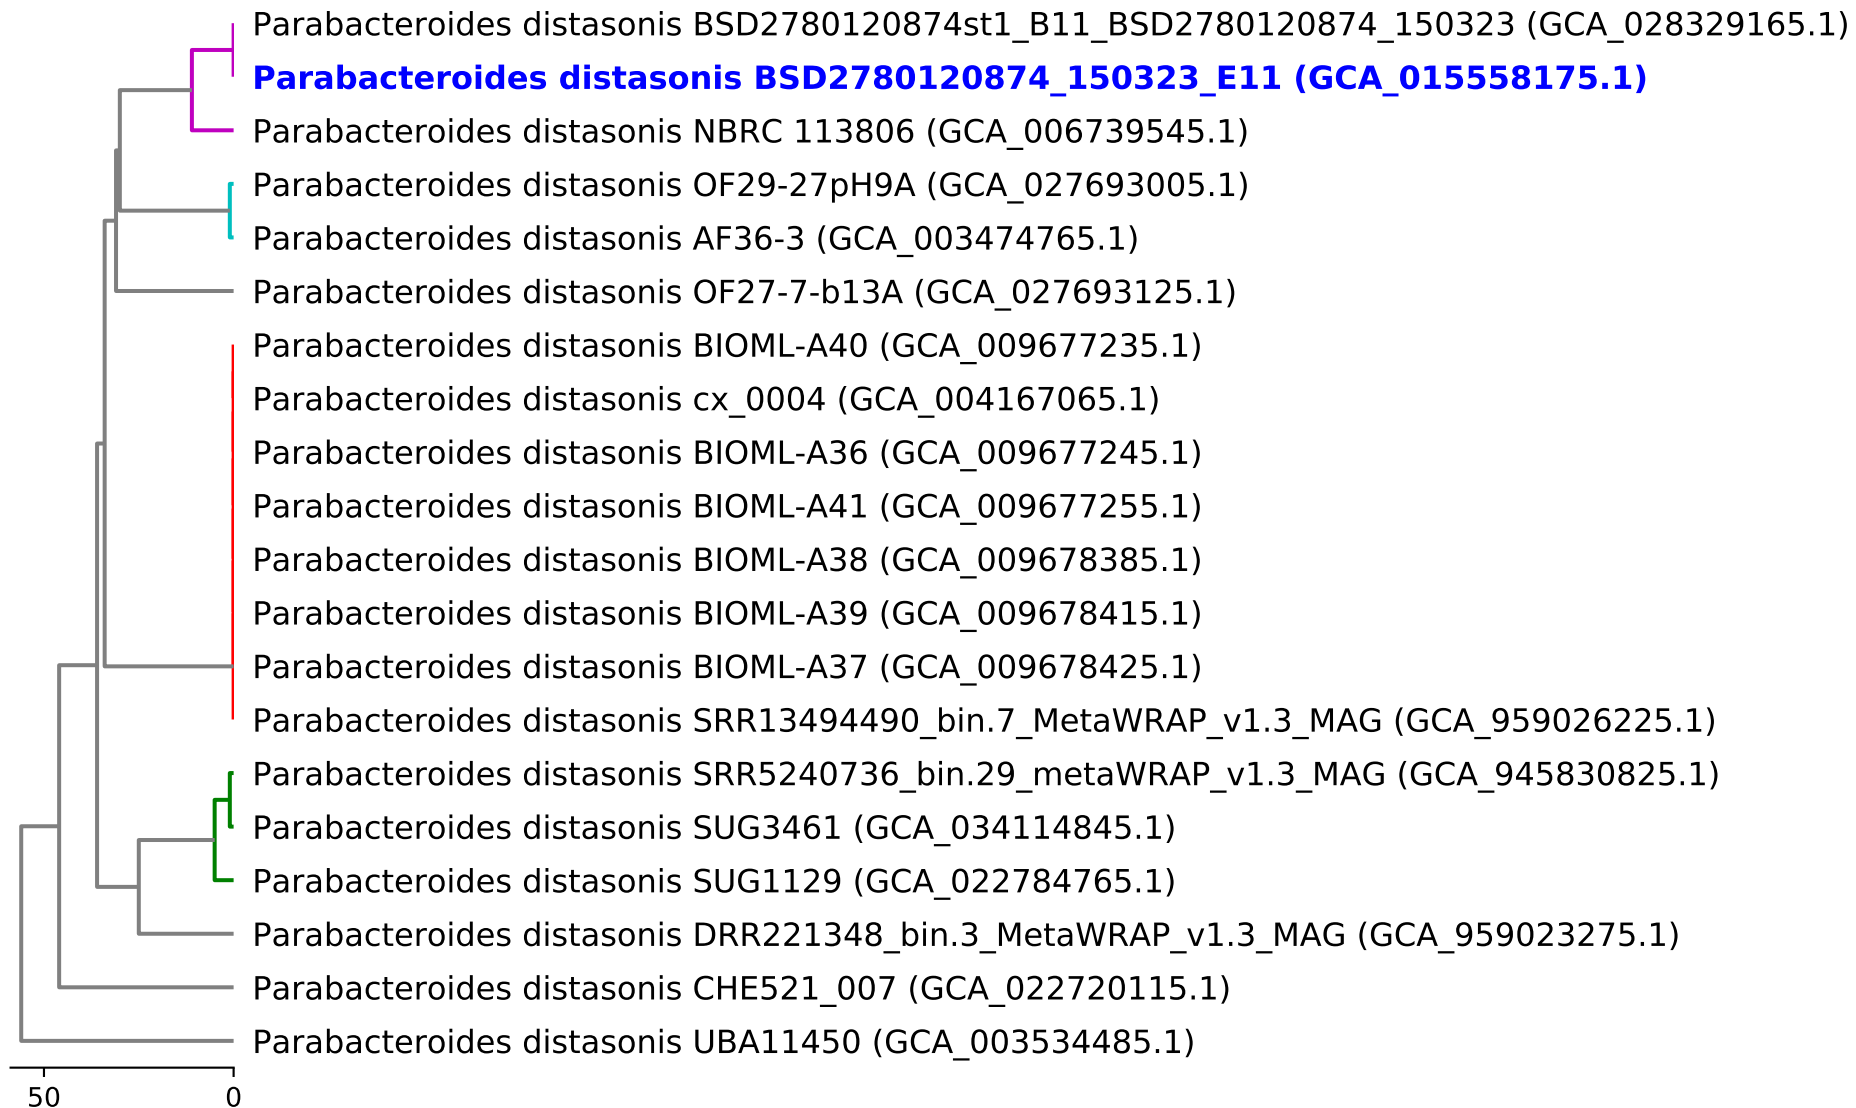 Parabacteroides distasonis BSD2780120874st1_B11_BSD2780120874_150323 (GCA_028329165.1)
Parabacteroides distasonis BSD2780120874_150323_E11 (GCA_015558175.1)
Parabacteroides distasonis NBRC 113806 (GCA_006739545.1)
Parabacteroides distasonis OF29-27pH9A (GCA_027693005.1)
Parabacteroides distasonis AF36-3 (GCA_003474765.1)
Parabacteroides distasonis OF27-7-b13A (GCA_027693125.1)
Parabacteroides distasonis BIOML-A40 (GCA_009677235.1)
Parabacteroides distasonis cx_0004 (GCA_004167065.1)
Parabacteroides distasonis BIOML-A36 (GCA_009677245.1)
Parabacteroides distasonis BIOML-A41 (GCA_009677255.1)
Parabacteroides distasonis BIOML-A38 (GCA_009678385.1)
Parabacteroides distasonis BIOML-A39 (GCA_009678415.1)
Parabacteroides distasonis BIOML-A37 (GCA_009678425.1)
Parabacteroides distasonis SRR13494490_bin.7_MetaWRAP_v1.3_MAG (GCA_959026225.1)
Parabacteroides distasonis SRR5240736_bin.29_metaWRAP_v1.3_MAG (GCA_945830825.1)
Parabacteroides distasonis SUG3461 (GCA_034114845.1)
Parabacteroides distasonis SUG1129 (GCA_022784765.1)
Parabacteroides distasonis DRR221348_bin.3_MetaWRAP_v1.3_MAG (GCA_959023275.1)
Parabacteroides distasonis CHE521_007 (GCA_022720115.1)
Parabacteroides distasonis UBA11450 (GCA_003534485.1)
50 0